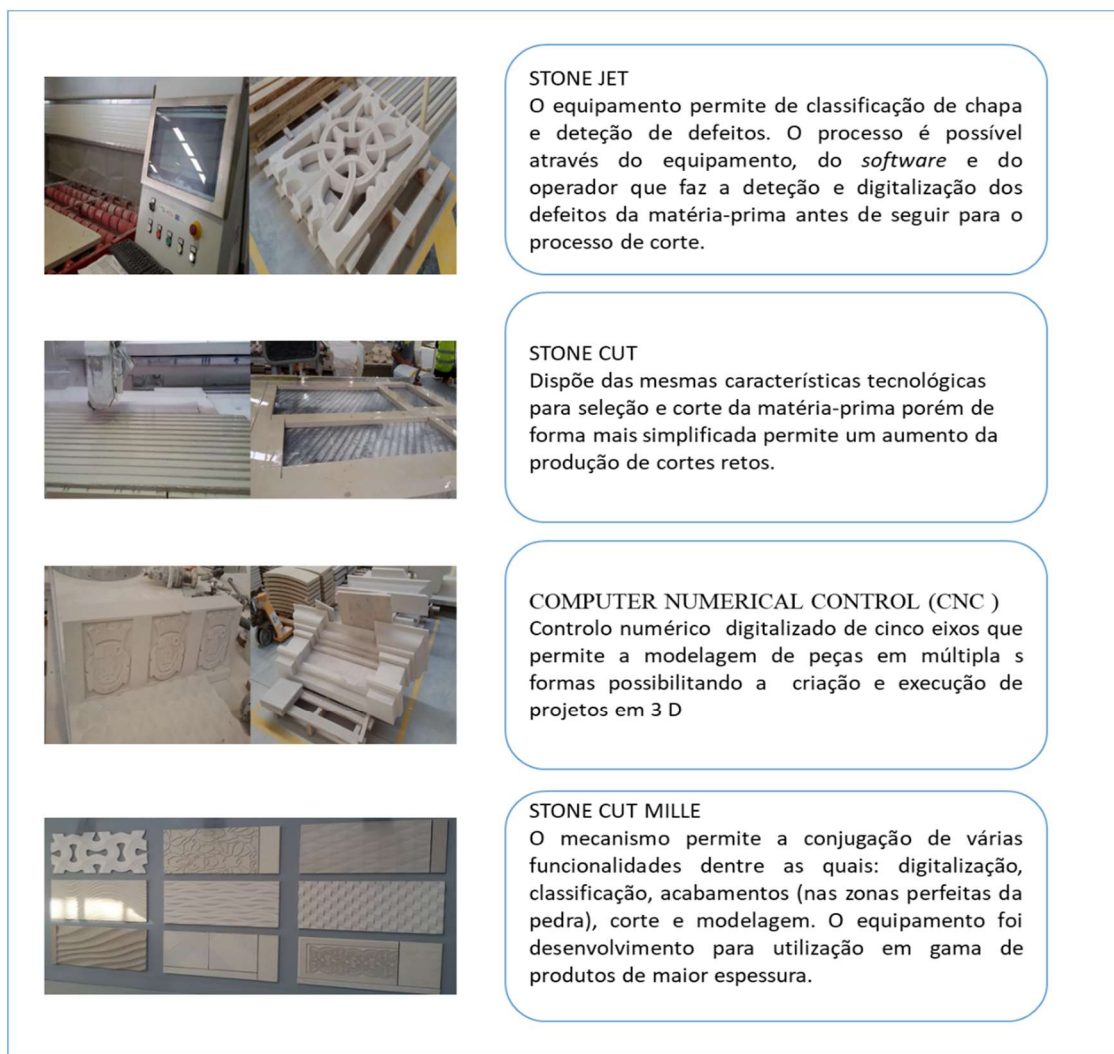 STONE JET
O equipamento permite de classificação de chapa
e deteção de defeitos. O processo é possível
através do equipamento, do software e do
operador que faz a deteção e digitalização dos
defeitos da matéria-prima antes de seguir para o
processo de corte.
STONE CUT
Dispõe das mesmas características tecnológicas
para seleção e corte da matéria-prima porém de
forma mais simplificada permite um aumento da
produção de cortes retos.
COMPUTER NUMERICAL CONTROL (CNC )
Controlo numérico digitalizado de cinco eixos que
permite a modelagem de peças em múltipla s
formas possibilitando a criação e execução de
projetos em 3 D
STONE CUT MILLE
O mecanismo permite a conjugação de várias
funcionalidades dentre as quais: digitalização,
classificação, acabamentos (nas zonas perfeitas da
pedra), corte e modelagem. O equipamento foi
desenvolvimento para utilização em gama de
produtos de maior espessura.